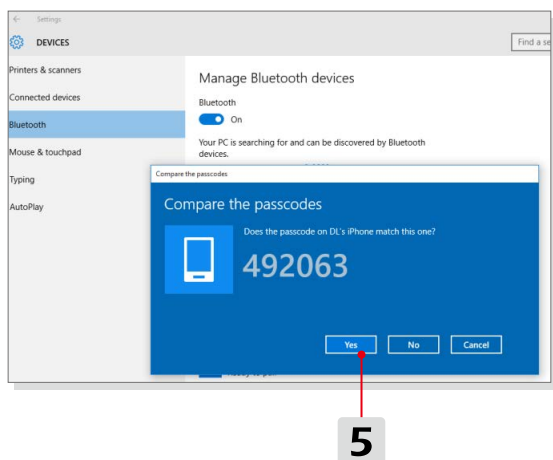 Settings
DEVICES
Find a se
Printers & scanners
Connected devices
Bluetooth
Mouse & touchpad
Typing
AutoPlay
Manage Bluetooth devices
Bluetooth
On
Your PC is searching for and can be discovered by Bluetooth
devices.
Compare the passcodes
Compare the passcodes
Does the passcode on DL's iPhone match this one?
492063
Yes No Cancel
5